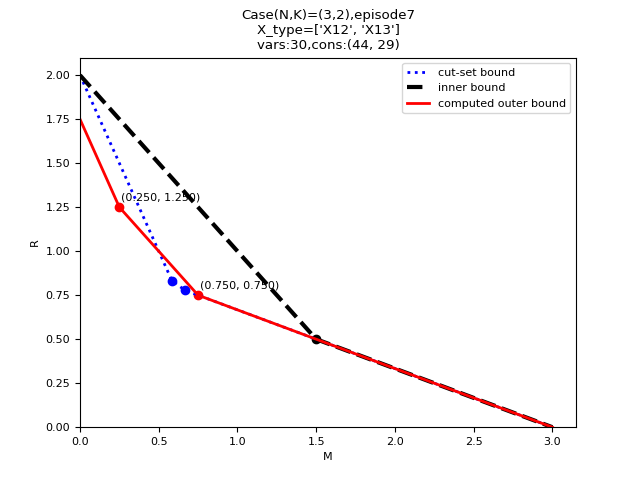 Case(N,K)=(3,2),episode7
X_type=['X12', 'X13']
vars:30,cons:(44, 29)
cut-set bound
inner bound
computed outer bound
2.00
1.75
1.50
1.25
1.00
0.75
0.50
0.25
0.00
R
(0.250, 1.250)
(0.750, 0.750)
0.0
0.5
1.0
1.5
2.0
2.5
3.0
M